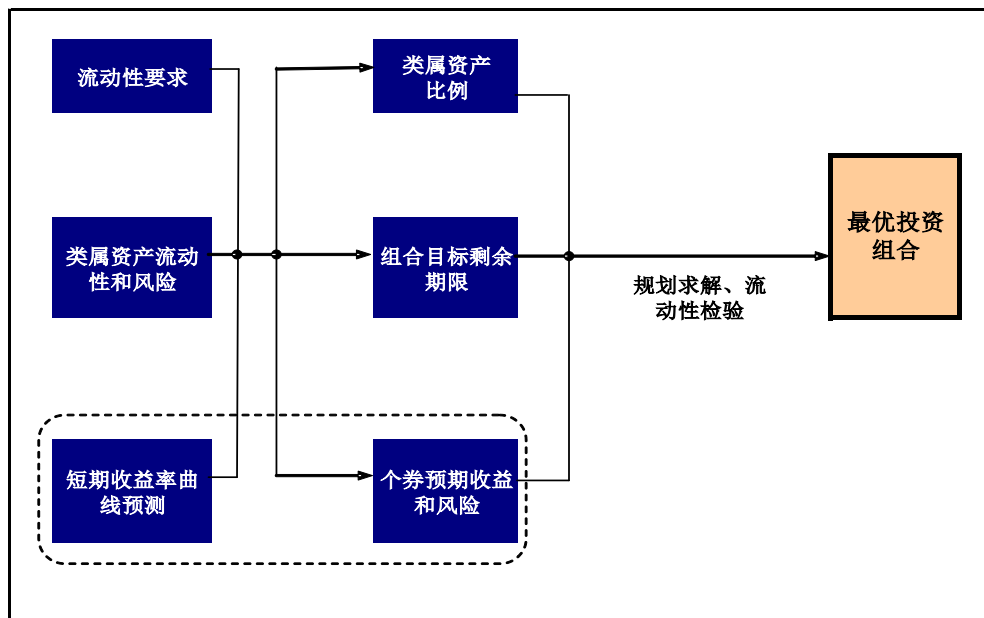 流动性要求
类属资产
比例
类属资产流动
性和风险
组合目标剩余
期限
规划求解、流
动性检验
最优投资
组合
短期收益率曲
线预测
个券预期收益
和风险